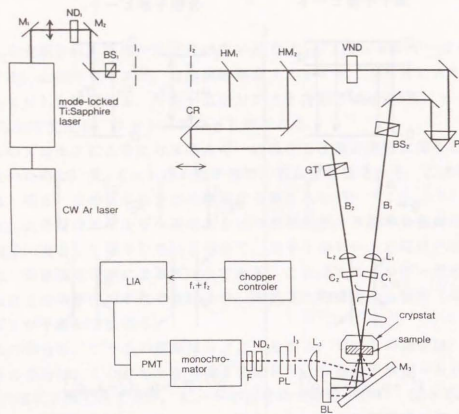 M₁
ND₁
M₂
BS₁
I₁
I₂
HM₁
HM₂
VND
mode-locked
Ti:Sapphire
laser
CR
BS₂
GT
CW Ar laser
B₂
B₁
L₂
L₁
C₂
C₁
LIA
f₁+f₂
chopper
controler
crypstat
sample
ND₂
I₃
L₃
M₃
PMT
monochro-
mator
F
PL
BL